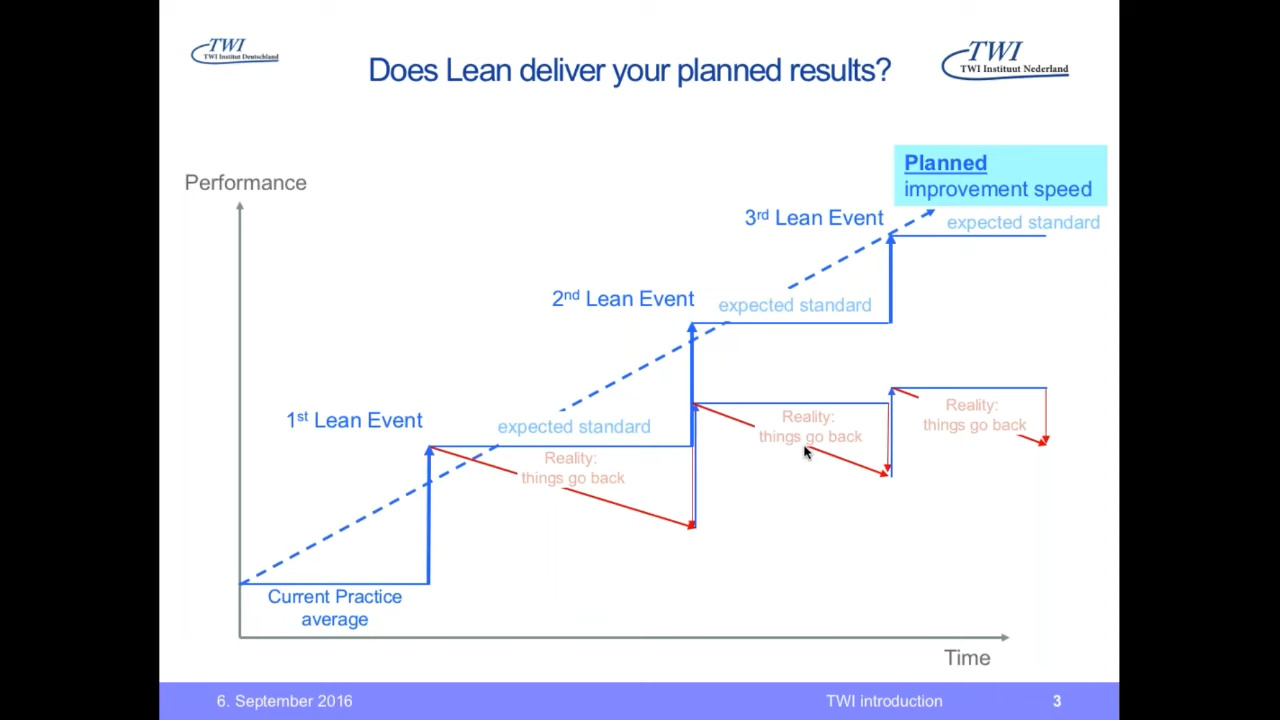 TWI
TWI Institut Deutschland
Does Lean deliver your planned results?
TWI
TWI Instituut Nederland
Planned
improvement speed
Performance
3rd Lean Event
expected standard
2nd Lean Event
expected standard
1st Lean Event
expected standard
Reality:
things go back
Reality:
things go back
Reality:
things go back
Current Practice
average
Time
6. September 2016
TWI introduction
3